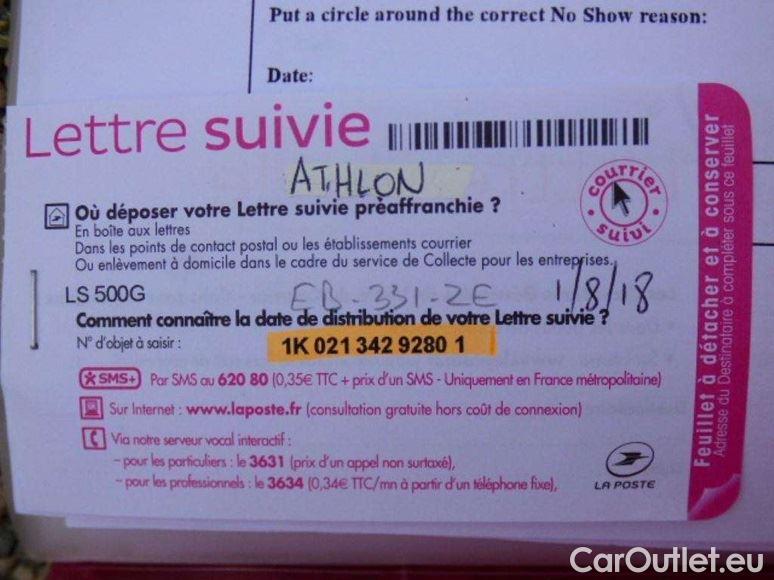 Put a circle around the correct No Show reason:
Date:
Lettre suivie
ATHLON
courrier suivi
Où déposer votre Lettre suivie préaffranchie ?
En boîte aux lettres
Dans les points de contact postal ou les établissements courrier
Ou enlèvement à domicile dans le cadre du service de Collecte pour les entreprises.
LS 500G
EB-331-ZE 1/8/18
Comment connaître la date de distribution de votre Lettre suivie ?
N° d'objet à saisir :
1K 021 342 9280 1
SMS+ Par SMS au 620 80 (0,35€ TTC + prix d'un SMS - Uniquement en France métropolitaine)
Sur Internet : www.laposte.fr (consultation gratuite hors coût de connexion)
Via notre serveur vocal interactif :
– pour les particuliers : le 3631 (prix d'un appel non surtaxé),
– pour les professionnels : le 3634 (0,34€ TTC/mn à partir d'un téléphone fixe),
LA POSTE
Feuillet à détacher et à conserver
Adresse du Destinataire à compléter sous ce feuillet
CarOutlet.eu